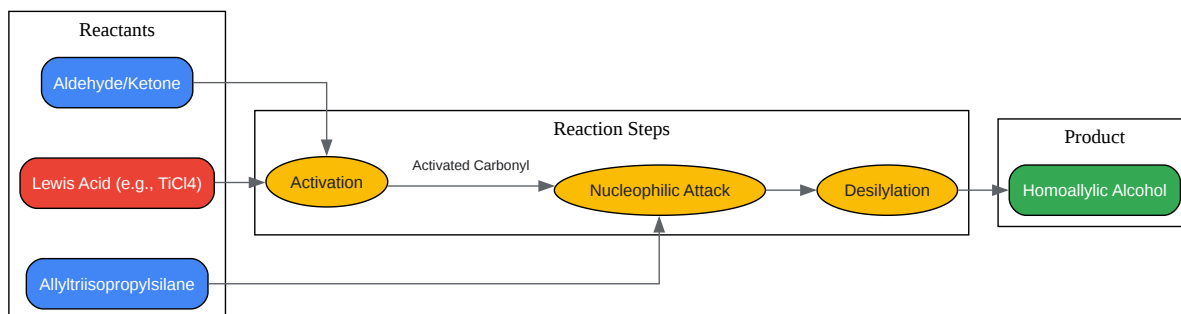 Reactants
Aldehyde/Ketone
Lewis Acid (e.g., TiCl4)
Allyltriisopropylsilane
Reaction Steps
Activation
Activated Carbonyl
Nucleophilic Attack
Desilylation
Product
Homoallylic Alcohol